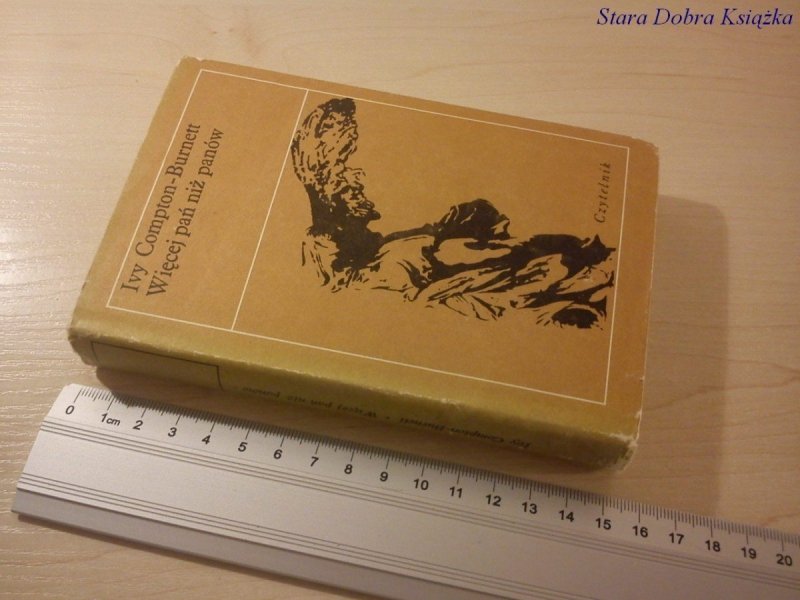 Stara Dobra Książka
Ivy Compton-Burnett
Więcej pań niż panów
Czytelnik
Ivy Compton-Burnett • Więcej pań niż panów
0 1cm 2 3 4 5 6 7 8 9 10 11 12 13 14 15 16 17 18 19 20